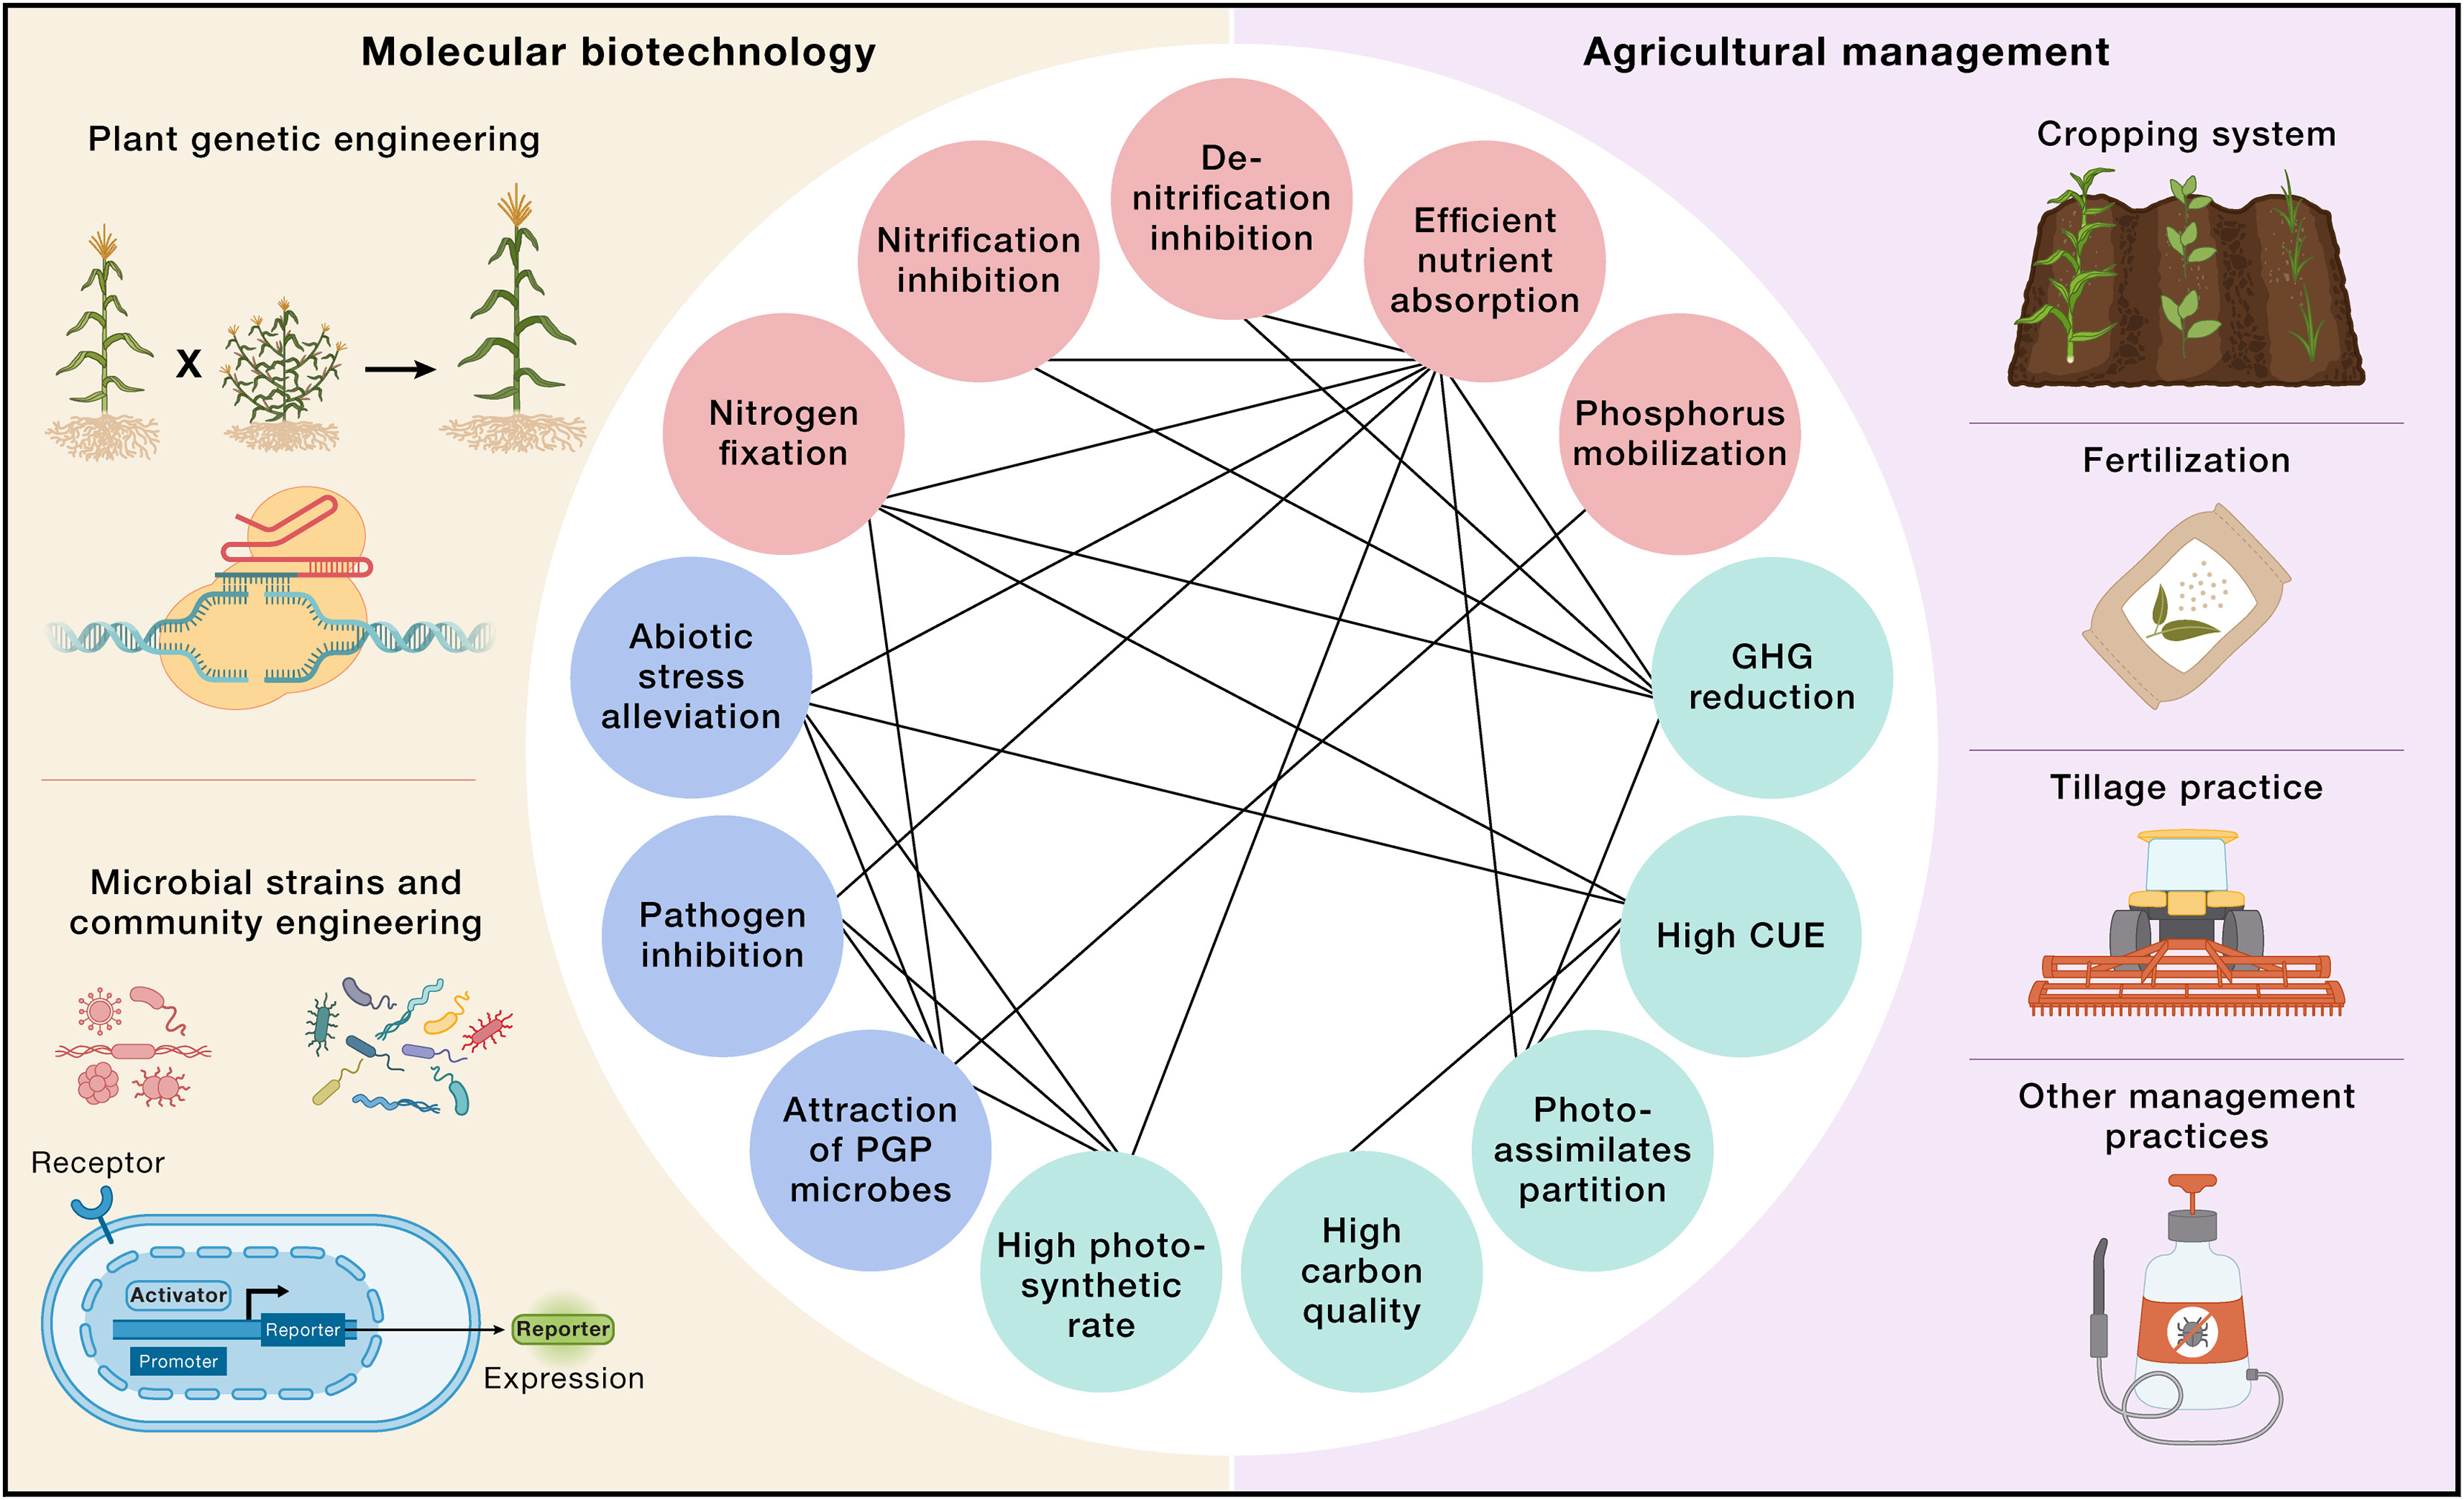 Molecular biotechnology
Agricultural management
Plant genetic engineering
X
Microbial strains and
community engineering
Receptor
Activator
Reporter
Promoter
Reporter
Expression
De-
nitrification
inhibition
Nitrification
inhibition
Efficient
nutrient
absorption
Nitrogen
fixation
Phosphorus
mobilization
Abiotic
stress
alleviation
GHG
reduction
Pathogen
inhibition
High CUE
Attraction
of PGP
microbes
Photo-
assimilates
partition
High photo-
synthetic
rate
High
carbon
quality
Cropping system
Fertilization
Tillage practice
Other management
practices